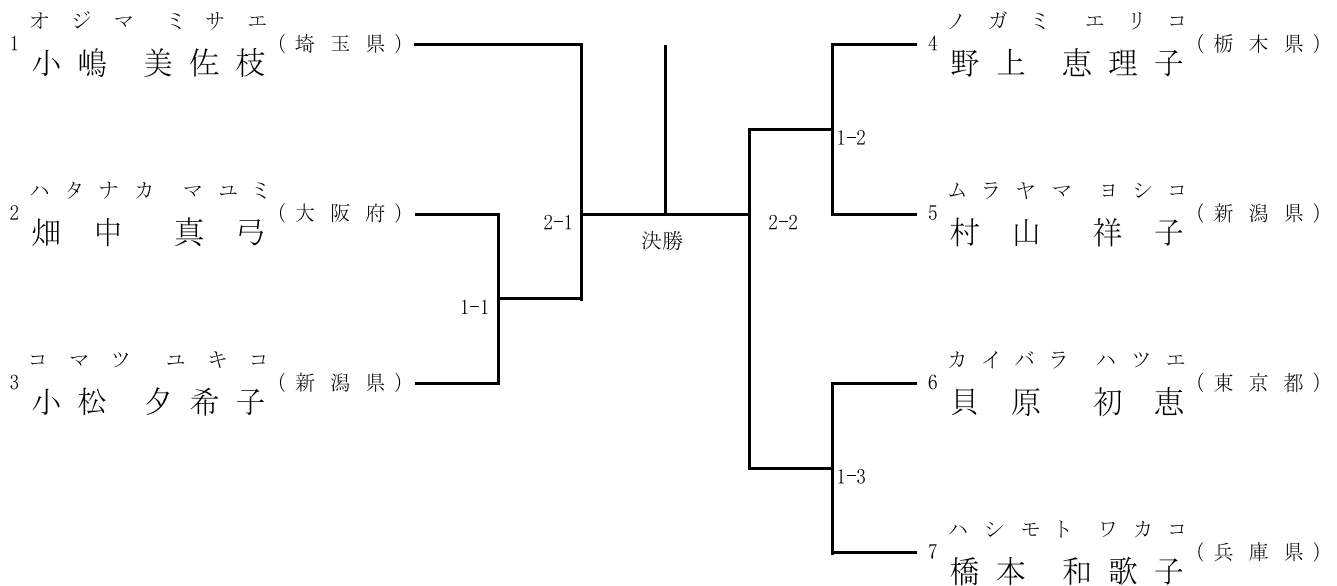 オジマ ミサエ
1 小嶋 美佐枝 (埼玉県)
ハタナカ マユミ
2 畑中 真弓 (大阪府)
コマツ ユキコ
3 小松 夕希子 (新潟県)
1-1
2-1
決勝
2-2
ノガミ エリコ
4 野上 恵理子 (栃木県)
1-2
ムラヤマ ヨシコ
5 村山 祥子 (新潟県)
カイバラ ハツエ
6 貝原 初恵 (東京都)
1-3
ハシモト ワカコ
7 橋本 和歌子 (兵庫県)